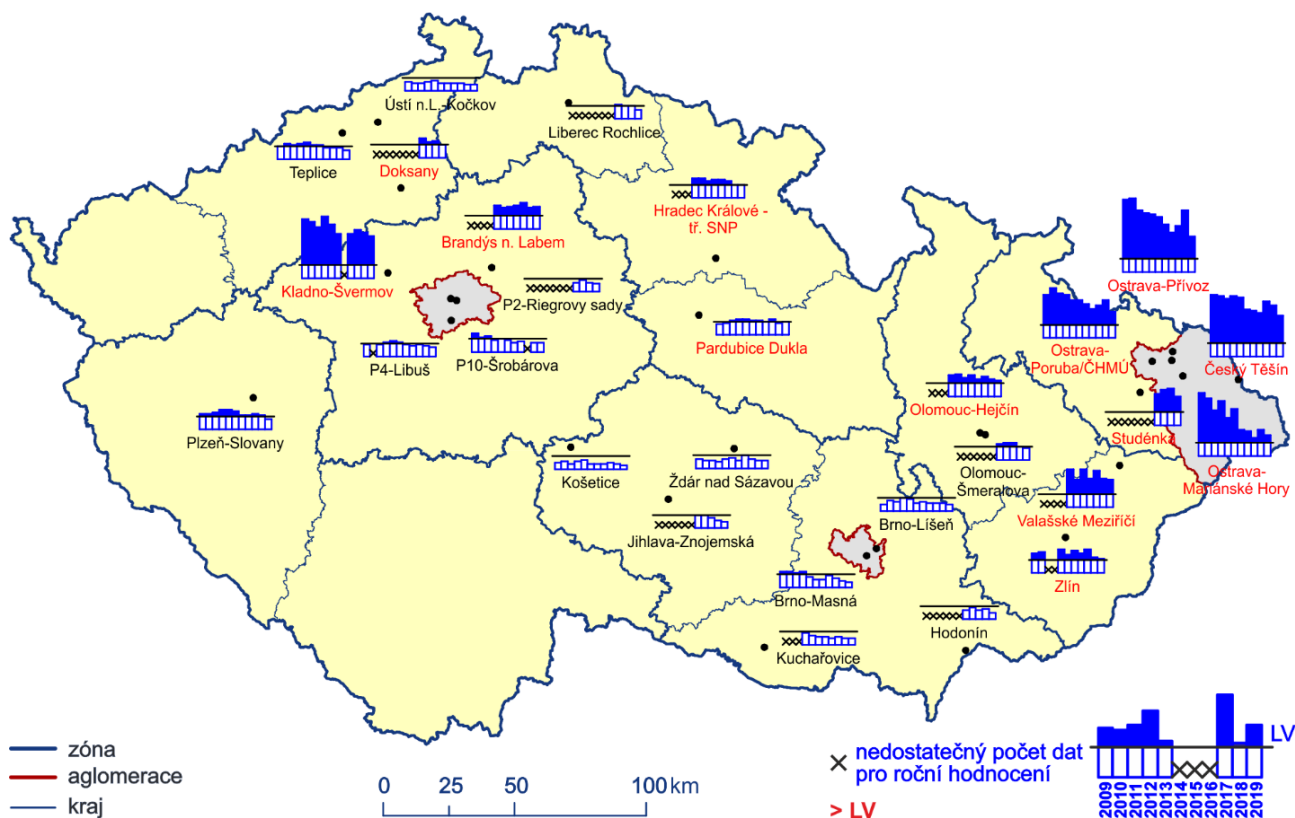 Ústí n.L.-Kočkov
Liberec Rochlice
Teplice
Doksany
Hradec Králové -
tř. SNP
Brandýs n. Labem
Kladno-Švermov
P2-Riegrovy sady
Ostrava-Přívoz
Pardubice Dukla
Ostrava-
Poruba/ČHMÚ
Český Těšín
P4-Libuš
P10-Šrobárova
Olomouc-Hejčín
Studénka
Plzeň-Slovany
Ostrava-
Mariánské Hory
Košetice
Žďár nad Sázavou
Olomouc-
Šmeralova
Valašské Meziříčí
Brno-Líšeň
Jihlava-Znojemská
Zlín
Brno-Masná
Hodonín
Kuchařovice
zóna
aglomerace
kraj
0 25 50 100 km
nedostatečný počet dat
pro roční hodnocení
> LV
LV
2009
2010
2011
2012
2013
2014
2015
2016
2017
2018
2019